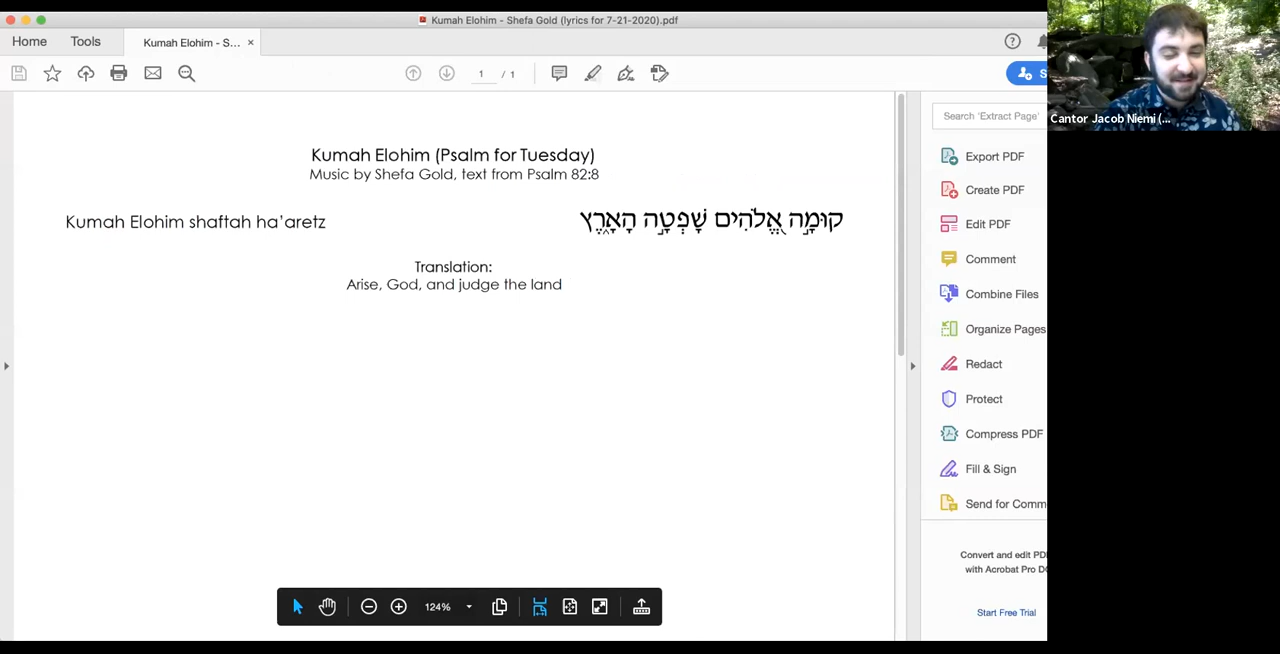 Kumah Elohim - Shefa Gold (lyrics for 7-21-2020).pdf
Home Tools Kumah Elohim - S... ×
1 / 1
S
Cantor Jacob Niemi (...
Search 'Extract Page'
Kumah Elohim (Psalm for Tuesday)
Music by Shefa Gold, text from Psalm 82:8
Kumah Elohim shaftah ha’aretz
קוּמָ֣ה אֱ֭לֹהִים שָׁפְטָ֣ה הָאָ֑רֶץ
Translation:
Arise, God, and judge the land
Export PDF
Create PDF
Edit PDF
Comment
Combine Files
Organize Pages
Redact
Protect
Compress PDF
Fill & Sign
Send for Comm
Convert and edit PD
with Acrobat Pro D
Start Free Trial
124%